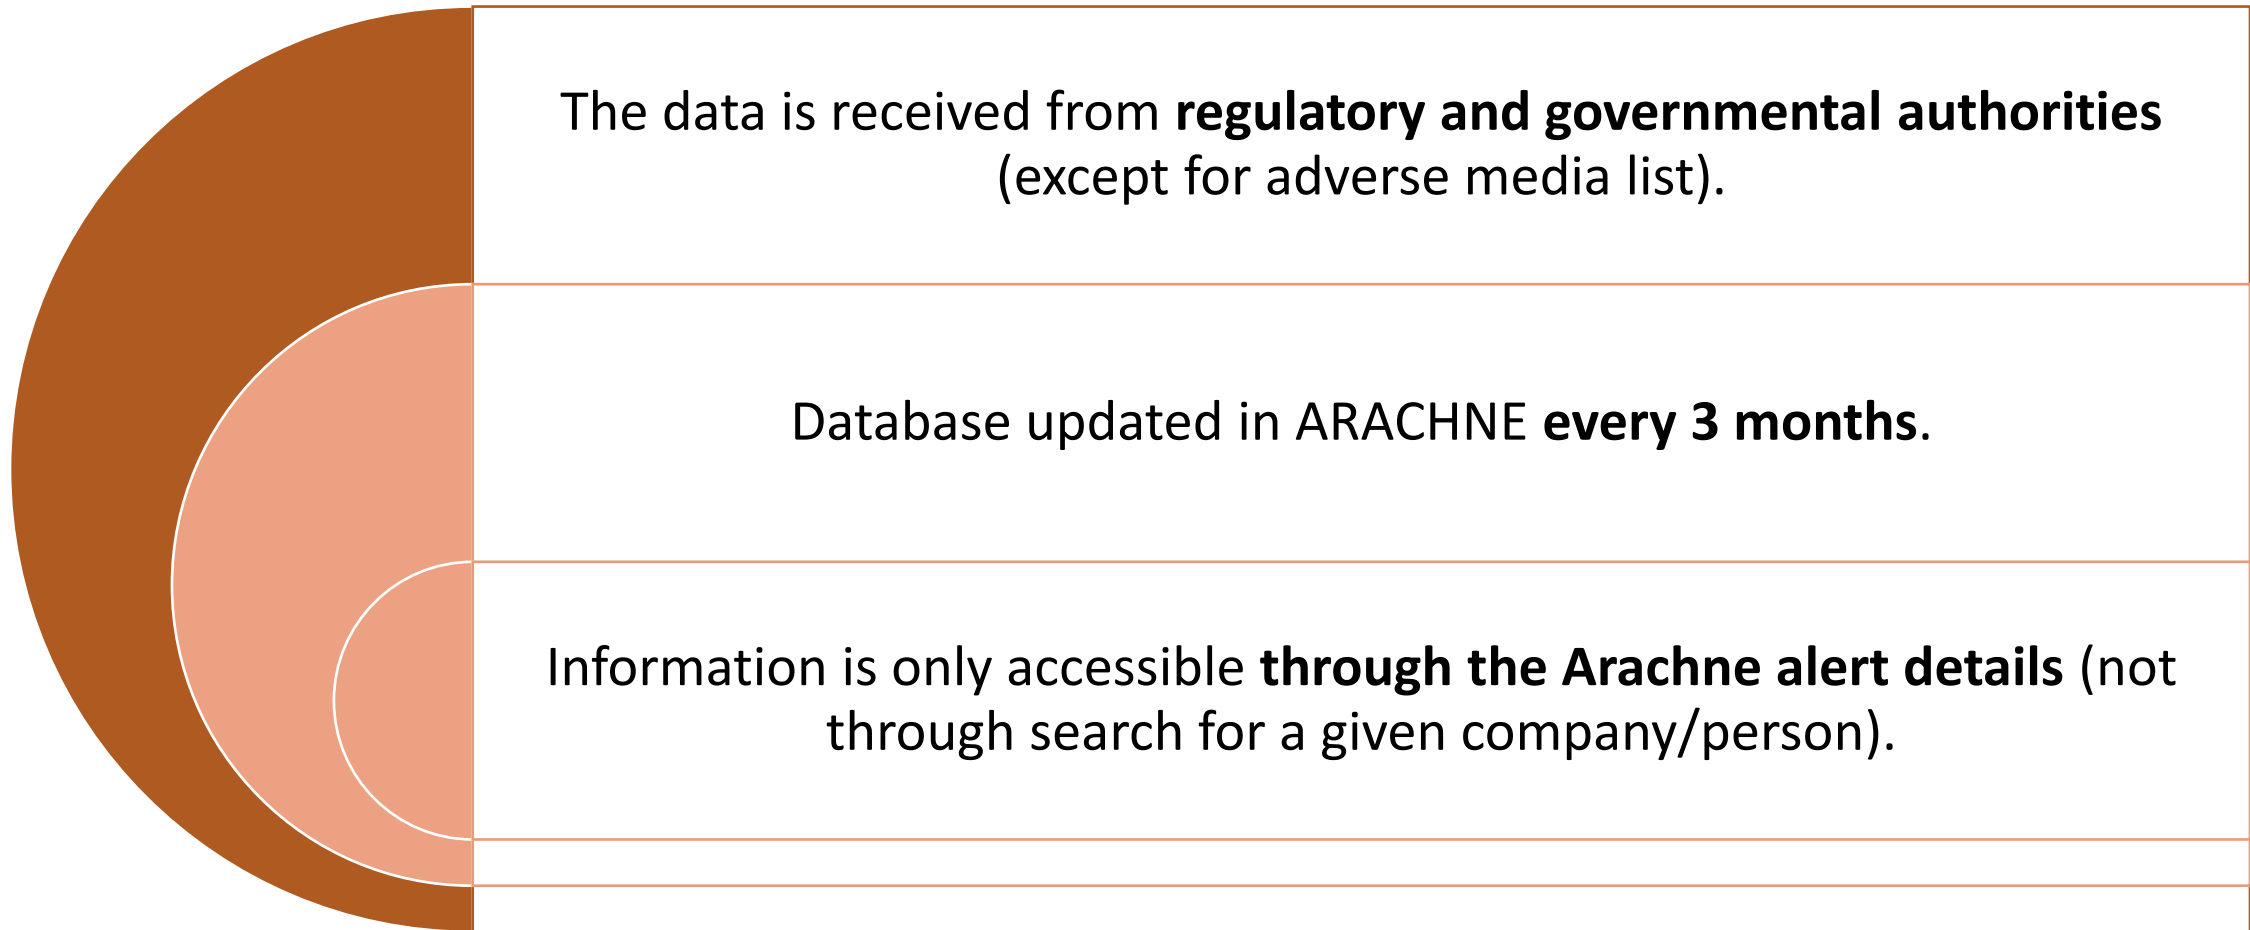 The data is received from regulatory and governmental authorities
(except for adverse media list).
Database updated in ARACHNE every 3 months.
Information is only accessible through the Arachne alert details (not
through search for a given company/person).